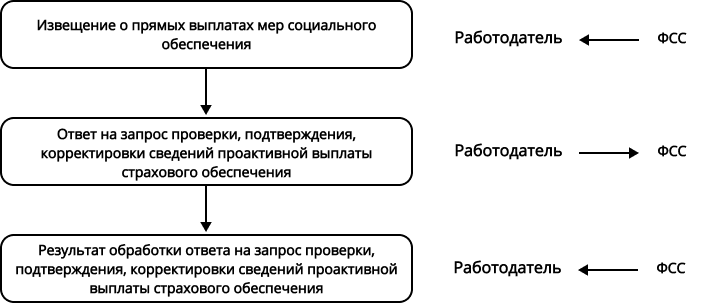 Извещение о прямых выплатах мер социального
обеспечения
Работодатель ФСС
Ответ на запрос проверки, подтверждения,
корректировки сведений проактивной выплаты
страхового обеспечения
Работодатель ФСС
Результат обработки ответа на запрос проверки,
подтверждения, корректировки сведений проактивной
выплаты страхового обеспечения
Работодатель ФСС